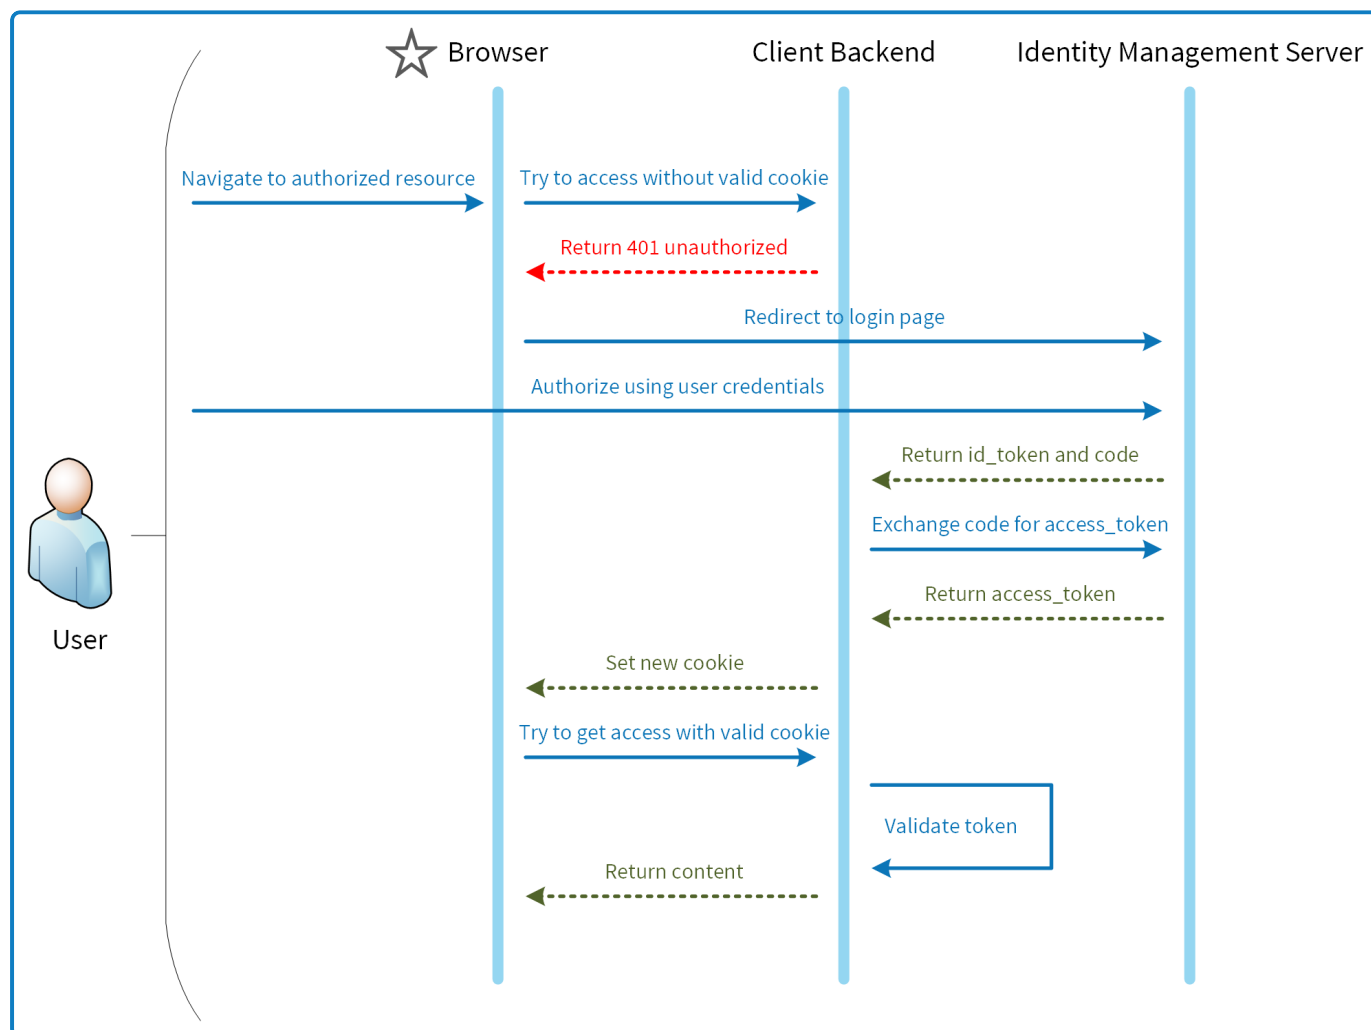 Browser
Client Backend
Identity Management Server
Navigate to authorized resource
Try to access without valid cookie
Return 401 unauthorized
Redirect to login page
Authorize using user credentials
Return id_token and code
Exchange code for access_token
Return access_token
User
Set new cookie
Try to get access with valid cookie
Validate token
Return content